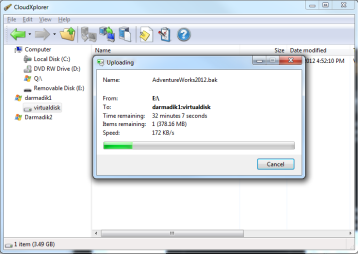 CloudXplorer
File Edit View Help
Computer
Local Disk (C:)
DVD RW Drive (D:)
Q:\
Removable Disk (E:)
darmadik1
virtualdisk
Darmadik2
Name Size Date modified
012 4:52:10 PM
Uploading
Name: AdventureWorks2012.bak
From: E:\
To: darmadik1:virtualdisk
Time remaining: 32 minutes 7 seconds
Items remaining: 1 (378.16 MB)
Speed: 172 KB/s
Cancel
1 item (3.49 GB)